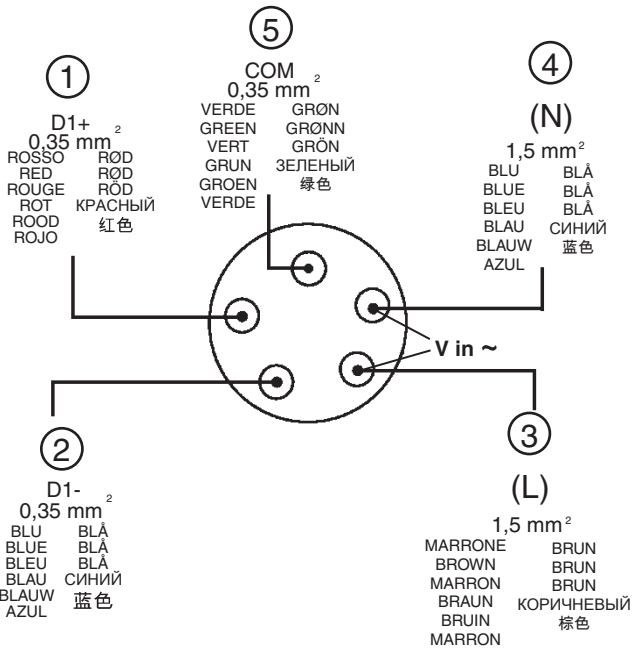 5
COM
0,35 mm²
VERDE GRØN
GREEN GRØNN
VERT GRÖN
GRUN ЗЕЛЕНЫЙ
GROEN 绿色
VERDE
1
D1+
0,35 mm²
ROSSO RØD
RED RØD
ROUGE RÖD
ROT КРАСНЫЙ
ROOD 红色
ROJO
4
(N)
1,5 mm²
BLU BLÅ
BLUE BLÅ
BLEU BLÅ
BLAU СИНИЙ
BLAUW 蓝色
AZUL
V in ~
2
D1-
0,35 mm²
BLU BLÅ
BLUE BLÅ
BLEU BLÅ
BLAU СИНИЙ
BLAUW 蓝色
AZUL
3
(L)
1,5 mm²
MARRONE BRUN
BROWN BRUN
MARRON BRUN
BRAUN КОРИЧНЕВЫЙ
BRUIN 棕色
MARRON